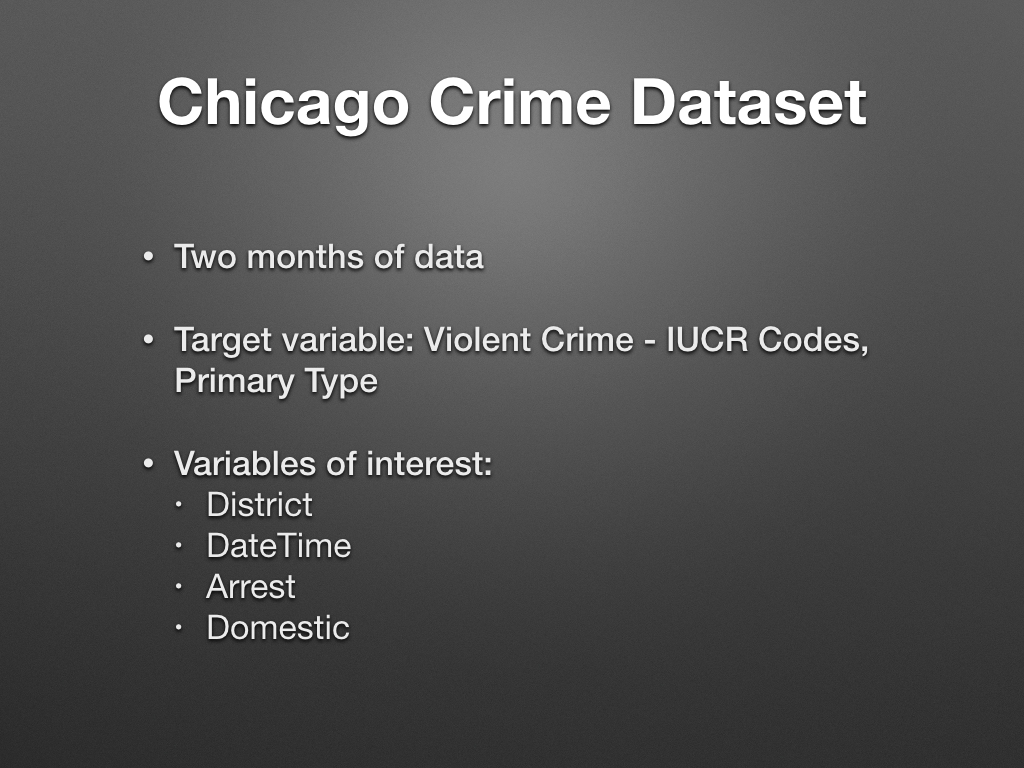 Chicago Crime Dataset
• Two months of data
• Target variable: Violent Crime - IUCR Codes,
Primary Type
• Variables of interest:
• District
• DateTime
• Arrest
• Domestic